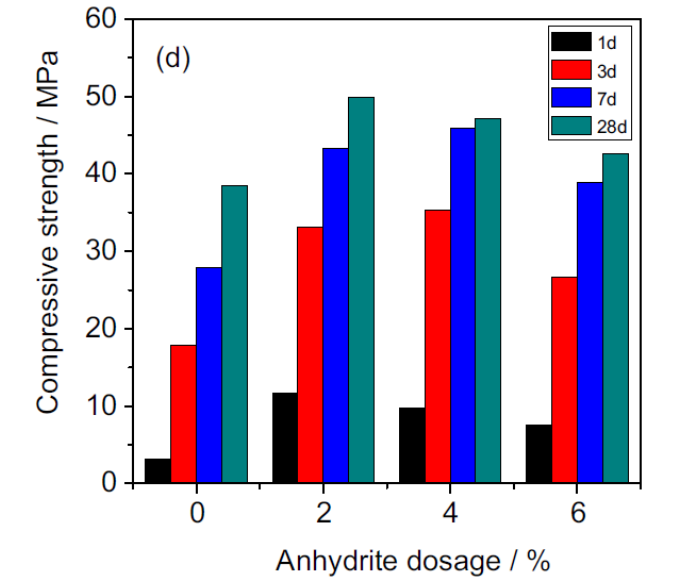 (d)
1d
3d
7d
28d
Compressive strength / MPa
60
50
40
30
20
10
0
0 2 4 6
Anhydrite dosage / %